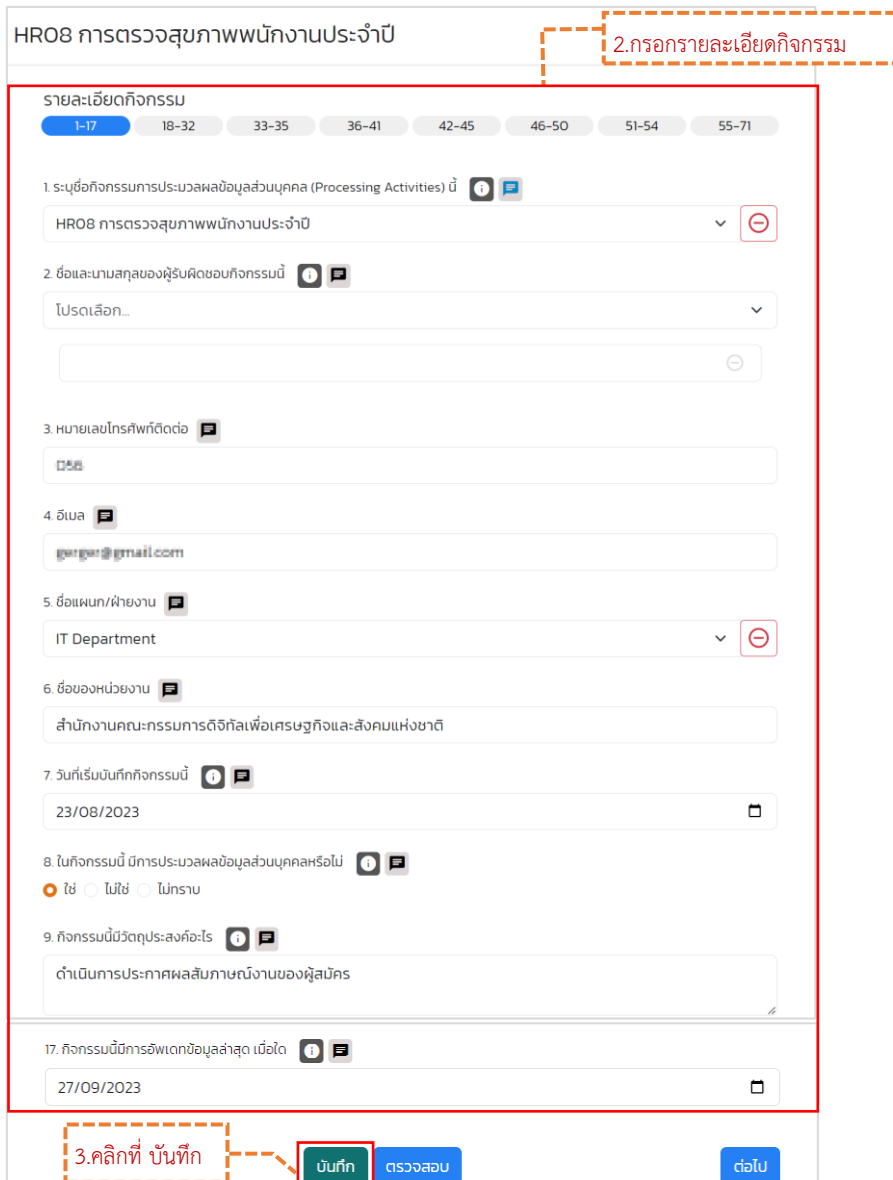 HR08 การตรวจสุขภาพพนักงานประจำปี
2.กรอกรายละเอียดกิจกรรม
รายละเอียดกิจกรรม
1-17 18-32 33-35 36-41 42-45 46-50 51-54 55-71
1. ระบุชื่อกิจกรรมการประมวลผลข้อมูลส่วนบุคคล (Processing Activities) นี้
HR08 การตรวจสุขภาพพนักงานประจำปี
2. ชื่อและนามสกุลของผู้รับผิดชอบกิจกรรมนี้
โปรดเลือก...
3. หมายเลขโทรศัพท์ติดต่อ
4. อีเมล
5. ชื่อแผนก/ฝ่ายงาน
IT Department
6. ชื่อของหน่วยงาน
สำนักงานคณะกรรมการดิจิทัลเพื่อเศรษฐกิจและสังคมแห่งชาติ
7. วันที่เริ่มบันทึกกิจกรรมนี้
23/08/2023
8. ในกิจกรรมนี้ มีการประมวลผลข้อมูลส่วนบุคคลหรือไม่
ใช่ ไม่ใช่ ไม่ทราบ
9. กิจกรรมนี้มีวัตถุประสงค์อะไร
ดำเนินการประกาศผลสัมภาษณ์งานของผู้สมัคร
17. กิจกรรมนี้มีการอัพเดทข้อมูลล่าสุด เมื่อใด
27/09/2023
3.คลิกที่ บันทึก
บันทึก ตรวจสอบ ต่อไป